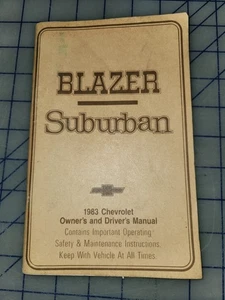 BLAZER
Suburban
1983 Chevrolet
Owner's and Driver's Manual
Contains Important Operating
Safety & Maintenance Instructions.
Keep With Vehicle At All Times.